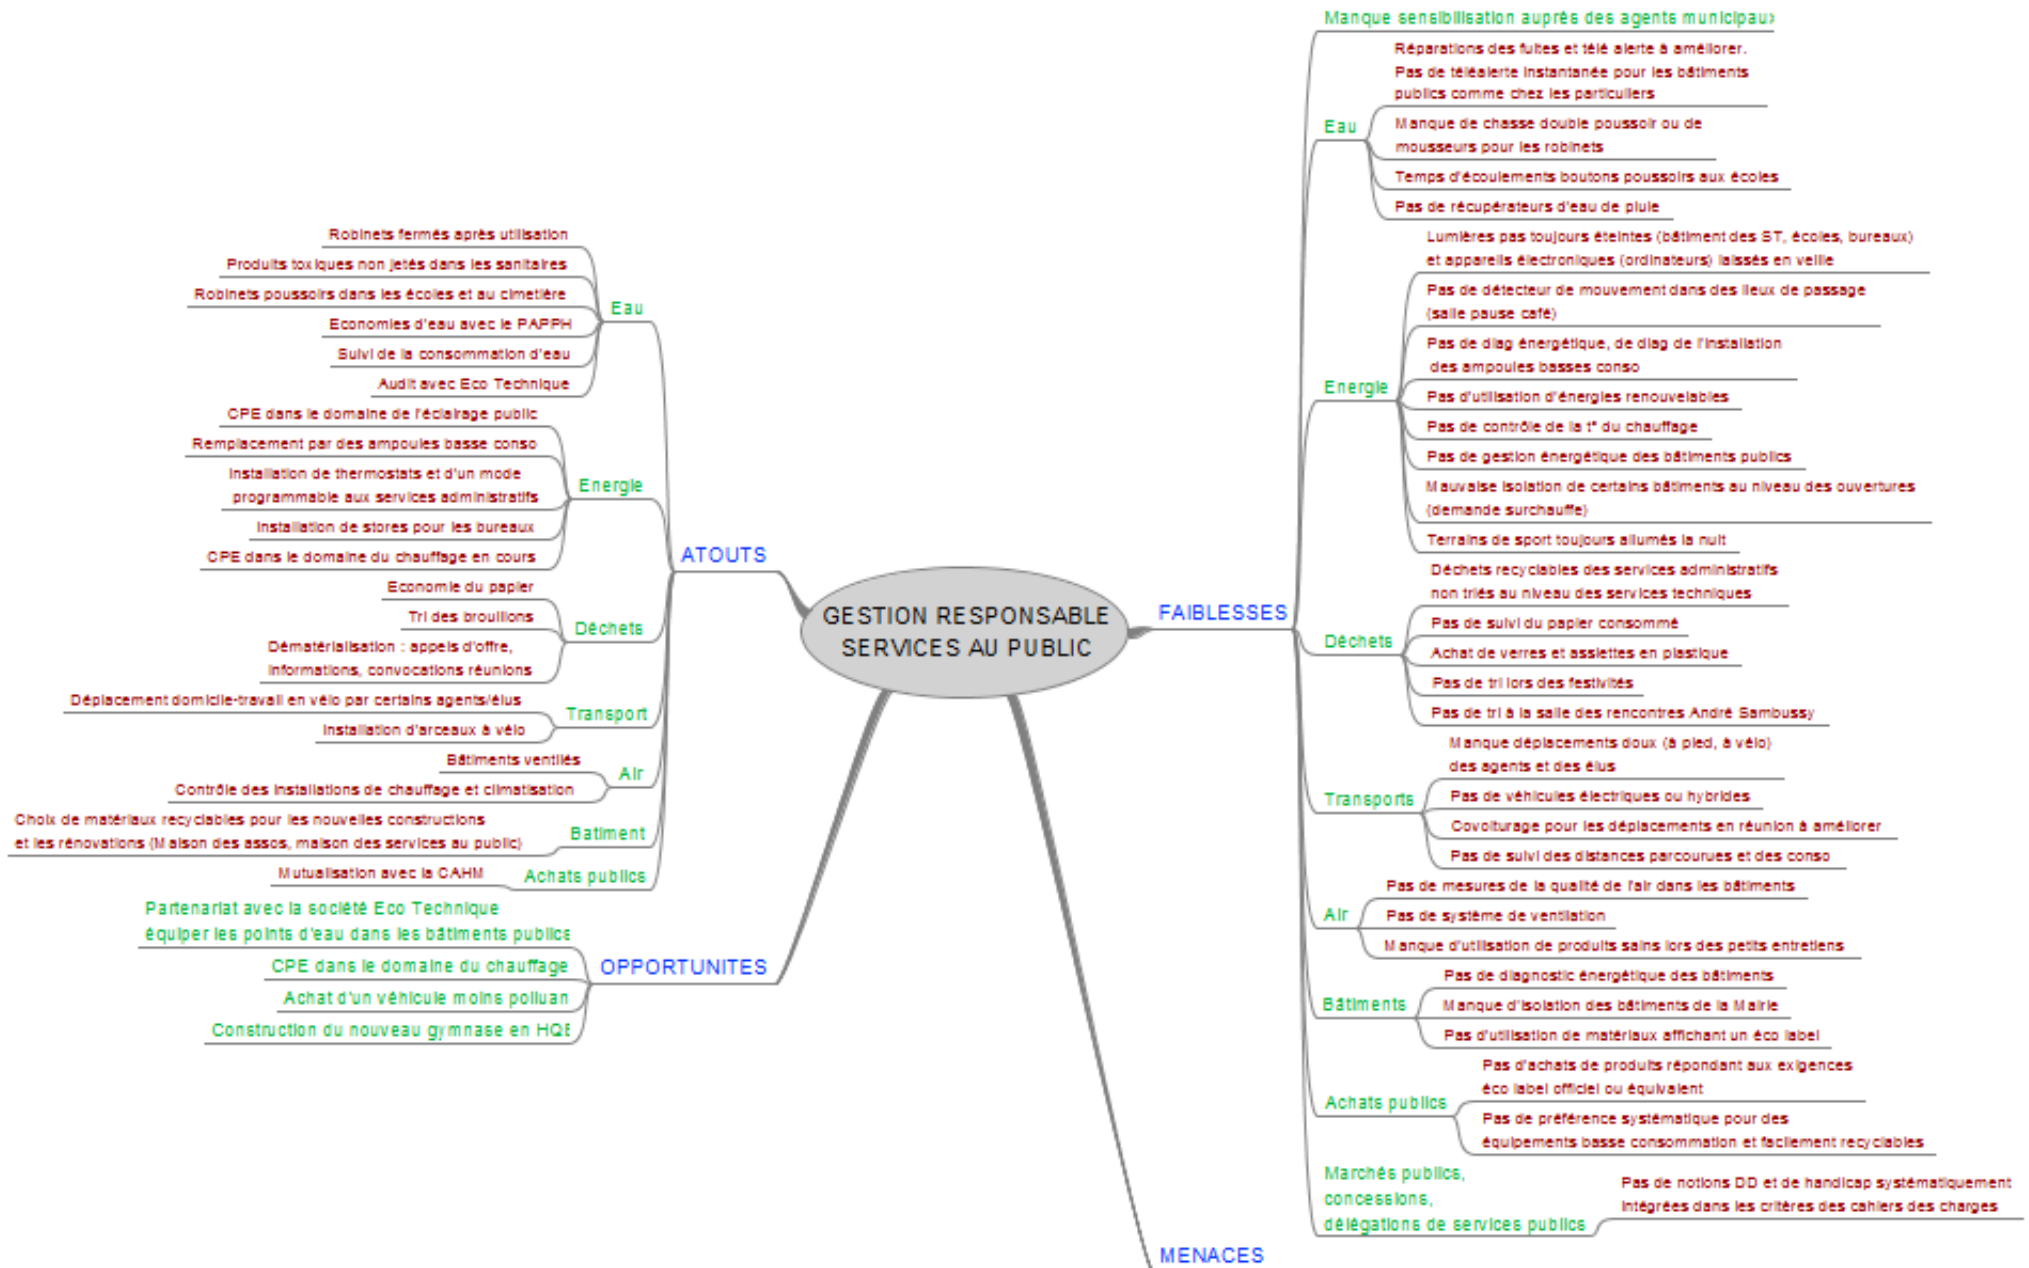 GESTION RESPONSABLE
SERVICES AU PUBLIC
ATOUTS
Eau
Robinets fermés après utilisation
Produits toxiques non jetés dans les sanitaires
Robinets poussoirs dans les écoles et au cimetière
Economies d'eau avec le PAPPH
Suivi de la consommation d'eau
Audit avec Eco Technique
Energie
CPE dans le domaine de l'éclairage public
Remplacement par des ampoules basse conso
Installation de thermostats et d'un mode
programmable aux services administratifs
Installation de stores pour les bureaux
CPE dans le domaine du chauffage en cours
Déchets
Economie du papier
Tri des brouillons
Dématérialisation : appels d'offre,
informations, convocations réunions
Transport
Déplacement domicile-travail en vélo par certains agents/élus
Installation d'arceaux à vélo
Air
Bâtiments ventilés
Contrôle des installations de chauffage et climatisation
Batiment
Choix de matériaux recyclables pour les nouvelles constructions
et les rénovations (Maison des assos, maison des services au public)
Achats publics
Mutualisation avec la CAHM
OPPORTUNITES
Partenariat avec la société Eco Technique
équiper les points d'eau dans les bâtiments publics
CPE dans le domaine du chauffage
Achat d'un véhicule moins polluan
Construction du nouveau gymnase en HQE
FAIBLESSES
Manque sensibilisation auprès des agents municipaux
Eau
Réparations des fuites et télé alerte à améliorer.
Pas de téléalerte instantanée pour les bâtiments
publics comme chez les particuliers
Manque de chasse double poussoir ou de
mousseurs pour les robinets
Temps d'écoulements boutons poussoirs aux écoles
Pas de récupérateurs d'eau de pluie
Energie
Lumières pas toujours éteintes (bâtiment des ST, écoles, bureaux)
et appareils électroniques (ordinateurs) laissés en veille
Pas de détecteur de mouvement dans des lieux de passage
(salle pause café)
Pas de diag énergétique, de diag de l'installation
des ampoules basses conso
Pas d'utilisation d'énergies renouvelables
Pas de contrôle de la t° du chauffage
Pas de gestion énergétique des bâtiments publics
Mauvaise isolation de certains bâtiments au niveau des ouvertures
(demande surchauffe)
Terrains de sport toujours allumés la nuit
Déchets
Déchets recyclables des services administratifs
non triés au niveau des services techniques
Pas de suivi du papier consommé
Achat de verres et assiettes en plastique
Pas de tri lors des festivités
Pas de tri à la salle des rencontres André Sambussy
Transports
Manque déplacements doux (à pied, à vélo)
des agents et des élus
Pas de véhicules électriques ou hybrides
Covoiturage pour les déplacements en réunion à améliorer
Pas de suivi des distances parcourues et des conso
Air
Pas de mesures de la qualité de l'air dans les bâtiments
Pas de système de ventilation
Manque d'utilisation de produits sains lors des petits entretiens
Bâtiments
Pas de diagnostic énergétique des bâtiments
Manque d'isolation des bâtiments de la Mairie
Pas d'utilisation de matériaux affichant un éco label
Achats publics
Pas d'achats de produits répondant aux exigences
éco label officiel ou équivalent
Pas de préférence systématique pour des
équipements basse consommation et facilement recyclables
Marchés publics,
concessions,
délégations de services publics
Pas de notions DD et de handicap systématiquement
intégrées dans les critères des cahiers des charges
MENACES